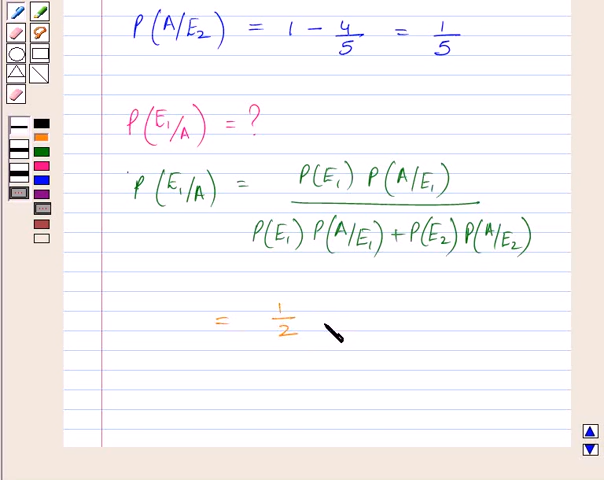 P(A/E₂) = 1 - 4/5 = 1/5
P(E₁/A) = ?
P(E₁/A) = P(E₁) P(A/E₁) / P(E₁) P(A/E₁) + P(E₂) P(A/E₂)
= 1/2